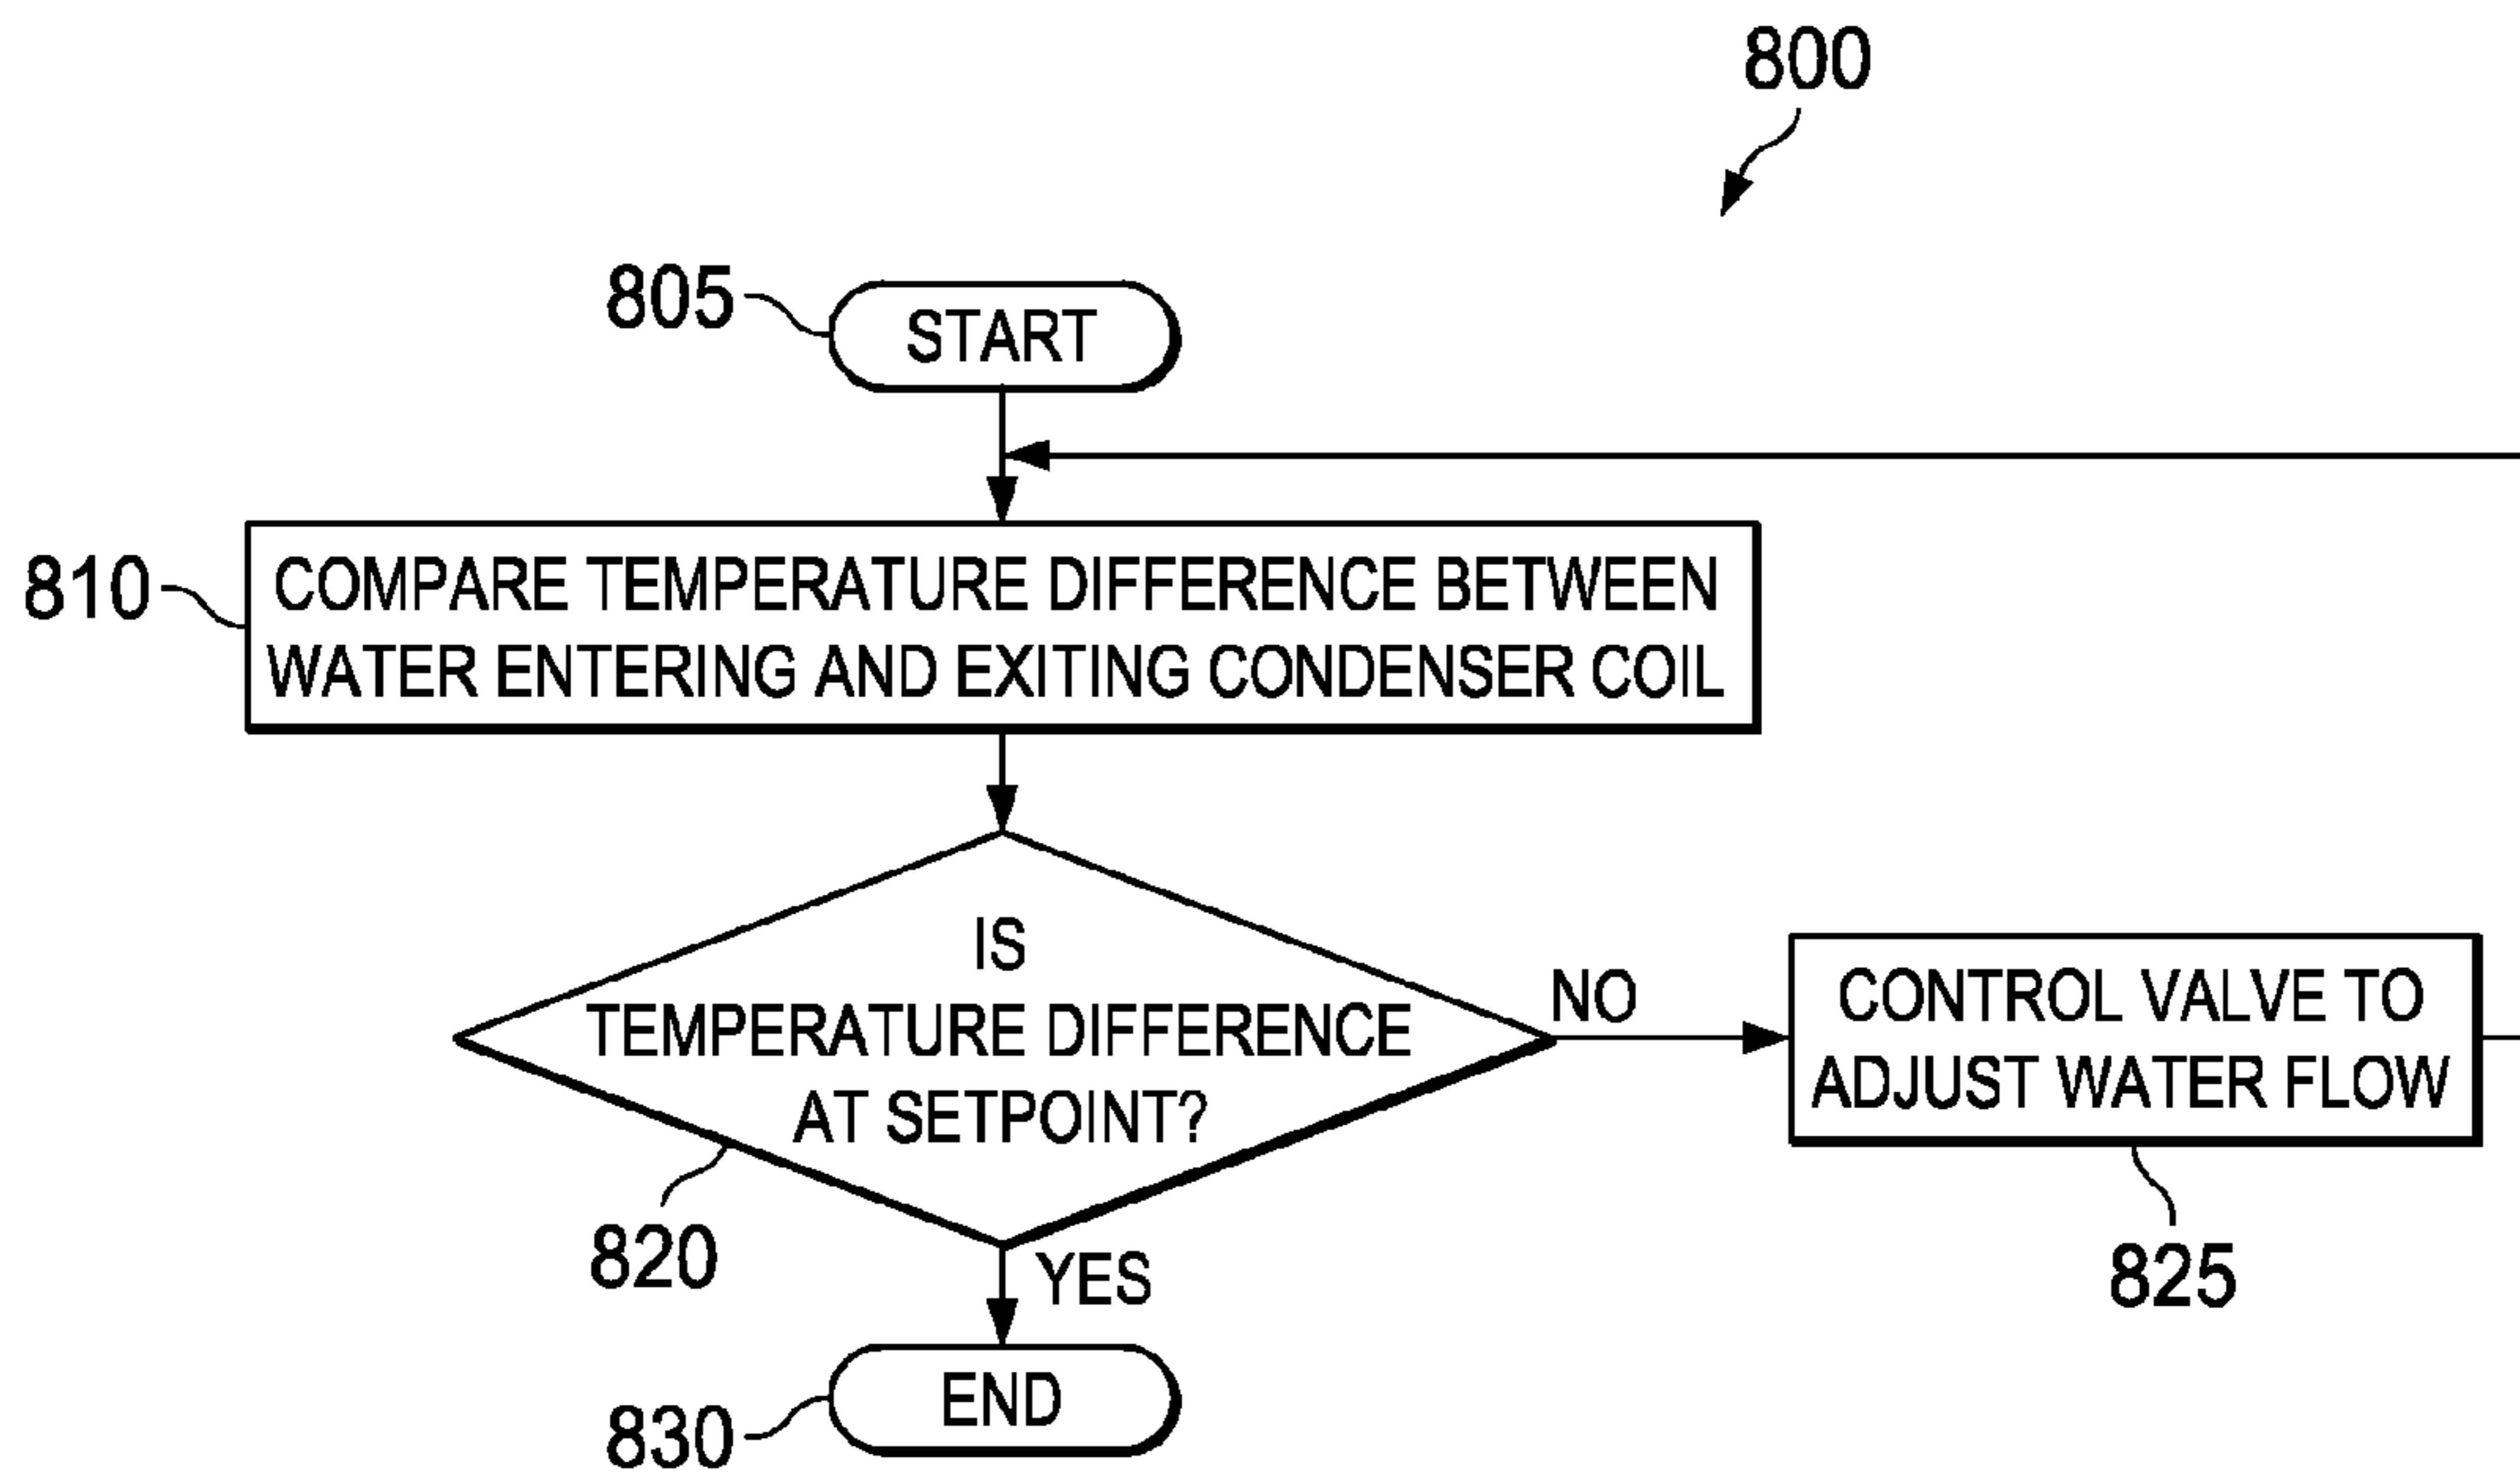 800
805
START
810
COMPARE TEMPERATURE DIFFERENCE BETWEEN
WATER ENTERING AND EXITING CONDENSER COIL
IS
TEMPERATURE DIFFERENCE
AT SETPOINT?
820
NO
CONTROL VALVE TO
ADJUST WATER FLOW
825
YES
END
830